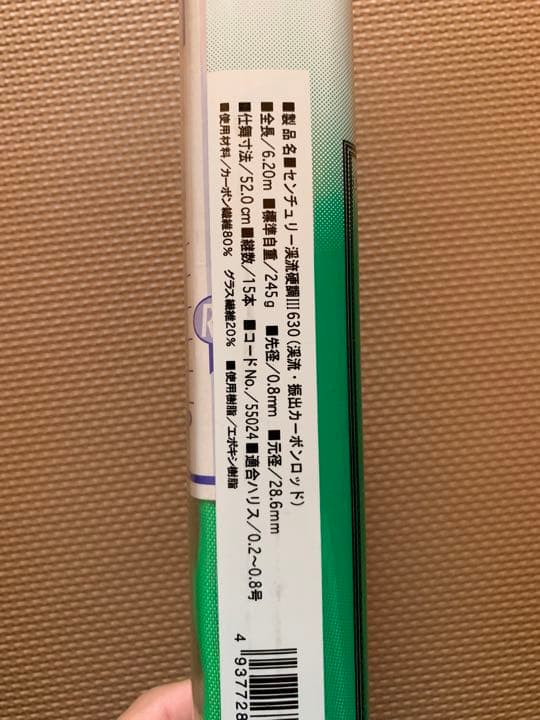 ■製品名■センチュリー渓流硬調III630(渓流・振出カーボンロッド)
■全長/6.20m ■標準自重/245g ■先径/0.8mm ■元径/28.6mm
■仕舞寸法/52.0cm ■継数/15本 ■コードNo./55024 ■適合ハリス/0.2〜0.8号
■使用材料/カーボン繊維80% グラス繊維20% ■使用樹脂/エポキシ樹脂
4 937728
R